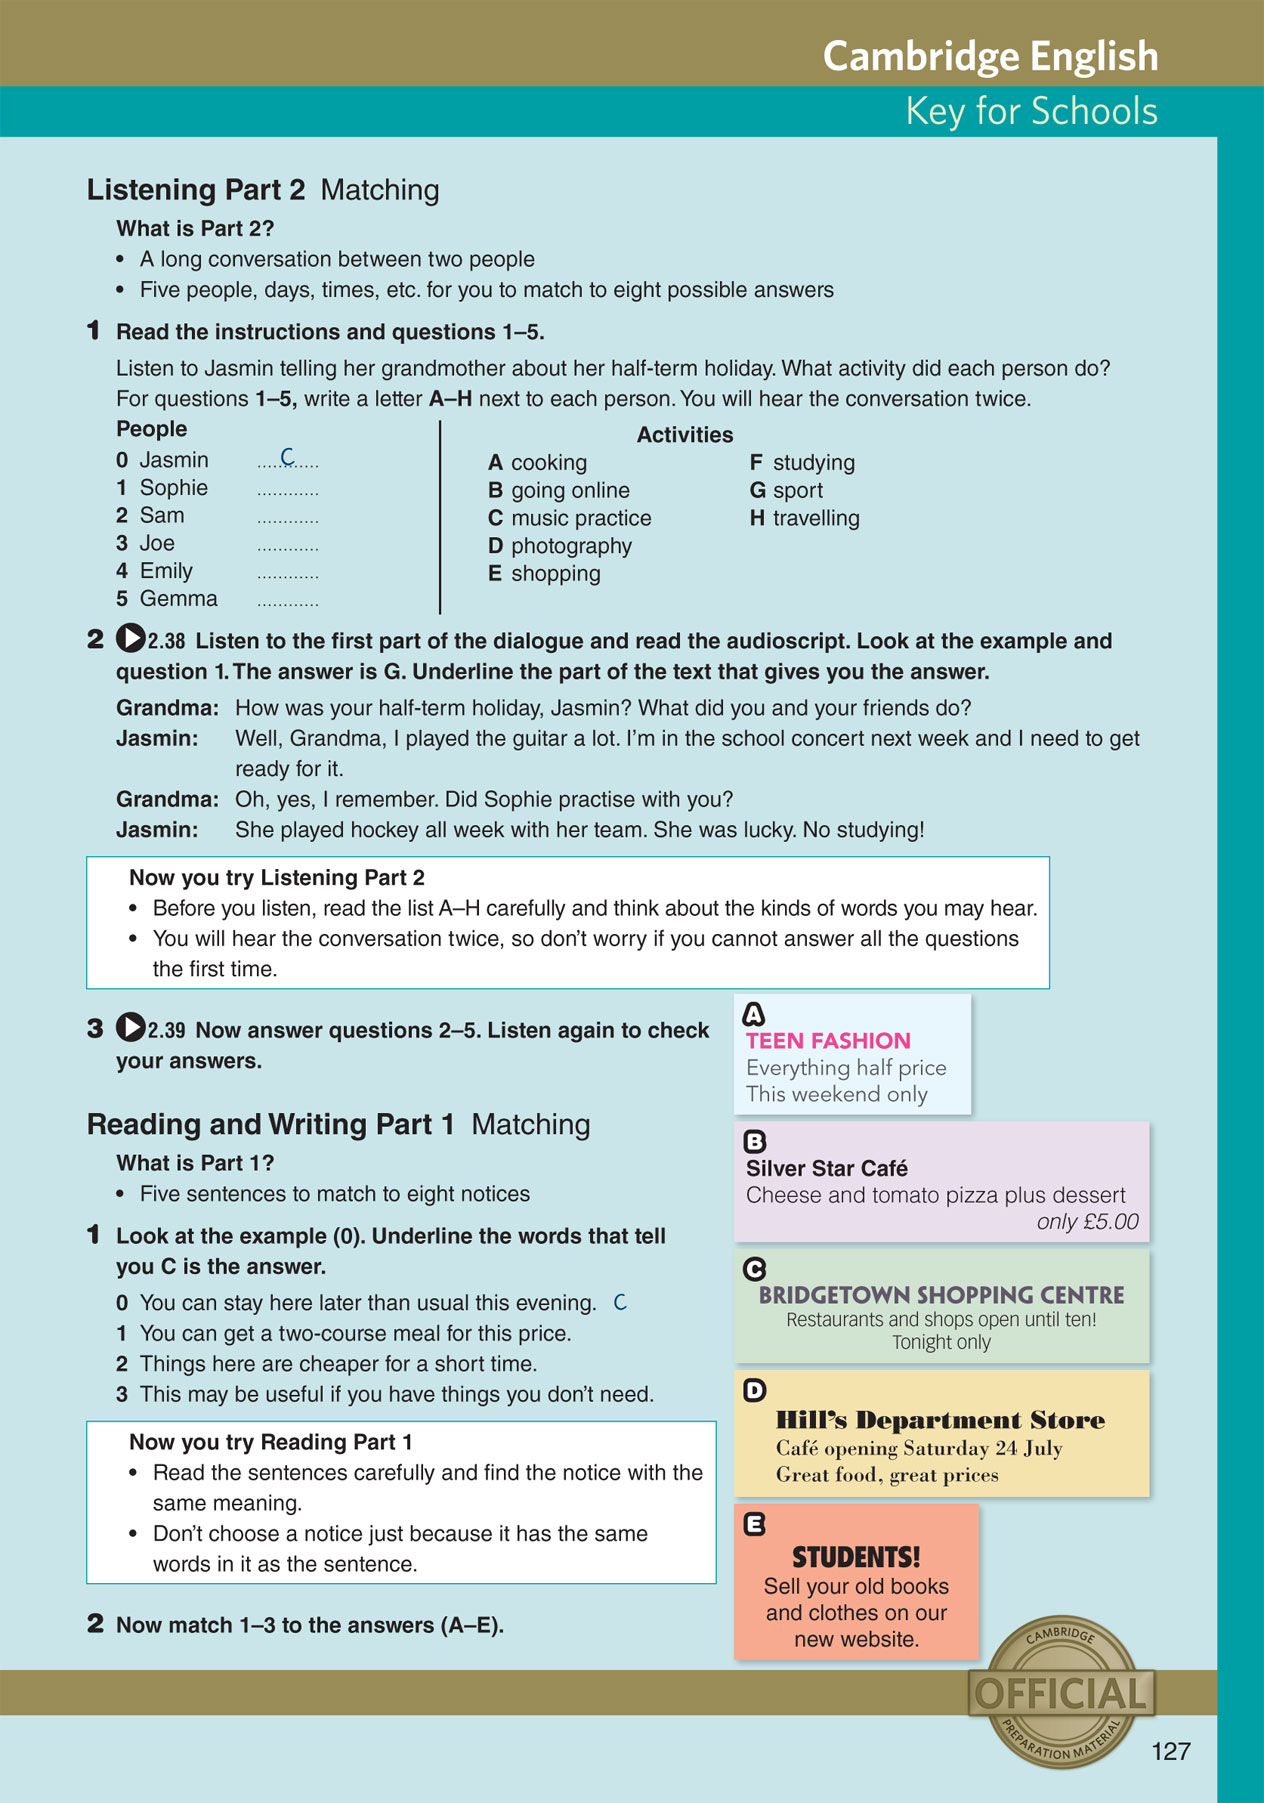 Cambridge English
Key for Schools
Listening Part 2 Matching
What is Part 2?
• A long conversation between two people
• Five people, days, times, etc. for you to match to eight possible answers
1 Read the instructions and questions 1–5.
Listen to Jasmin telling her grandmother about her half-term holiday. What activity did each person do?
For questions 1–5, write a letter A–H next to each person. You will hear the conversation twice.
People
0 Jasmin ............ C
1 Sophie ............
2 Sam ............
3 Joe ............
4 Emily ............
5 Gemma ............
Activities
A cooking
B going online
C music practice
D photography
E shopping
F studying
G sport
H travelling
2 2.38 Listen to the first part of the dialogue and read the audioscript. Look at the example and
question 1. The answer is G. Underline the part of the text that gives you the answer.
Grandma: How was your half-term holiday, Jasmin? What did you and your friends do?
Jasmin: Well, Grandma, I played the guitar a lot. I'm in the school concert next week and I need to get
ready for it.
Grandma: Oh, yes, I remember. Did Sophie practise with you?
Jasmin: She played hockey all week with her team. She was lucky. No studying!
Now you try Listening Part 2
• Before you listen, read the list A–H carefully and think about the kinds of words you may hear.
• You will hear the conversation twice, so don't worry if you cannot answer all the questions
the first time.
3 2.39 Now answer questions 2–5. Listen again to check
your answers.
Reading and Writing Part 1 Matching
What is Part 1?
• Five sentences to match to eight notices
1 Look at the example (0). Underline the words that tell
you C is the answer.
0 You can stay here later than usual this evening. C
1 You can get a two-course meal for this price.
2 Things here are cheaper for a short time.
3 This may be useful if you have things you don't need.
Now you try Reading Part 1
• Read the sentences carefully and find the notice with the
same meaning.
• Don't choose a notice just because it has the same
words in it as the sentence.
2 Now match 1–3 to the answers (A–E).
A
TEEN FASHION
Everything half price
This weekend only
B
Silver Star Café
Cheese and tomato pizza plus dessert
only £5.00
C
BRIDGETOWN SHOPPING CENTRE
Restaurants and shops open until ten!
Tonight only
D
Hill's Department Store
Café opening Saturday 24 July
Great food, great prices
E
STUDENTS!
Sell your old books
and clothes on our
new website.
CAMBRIDGE
OFFICIAL
PREPARATION MATERIAL
127